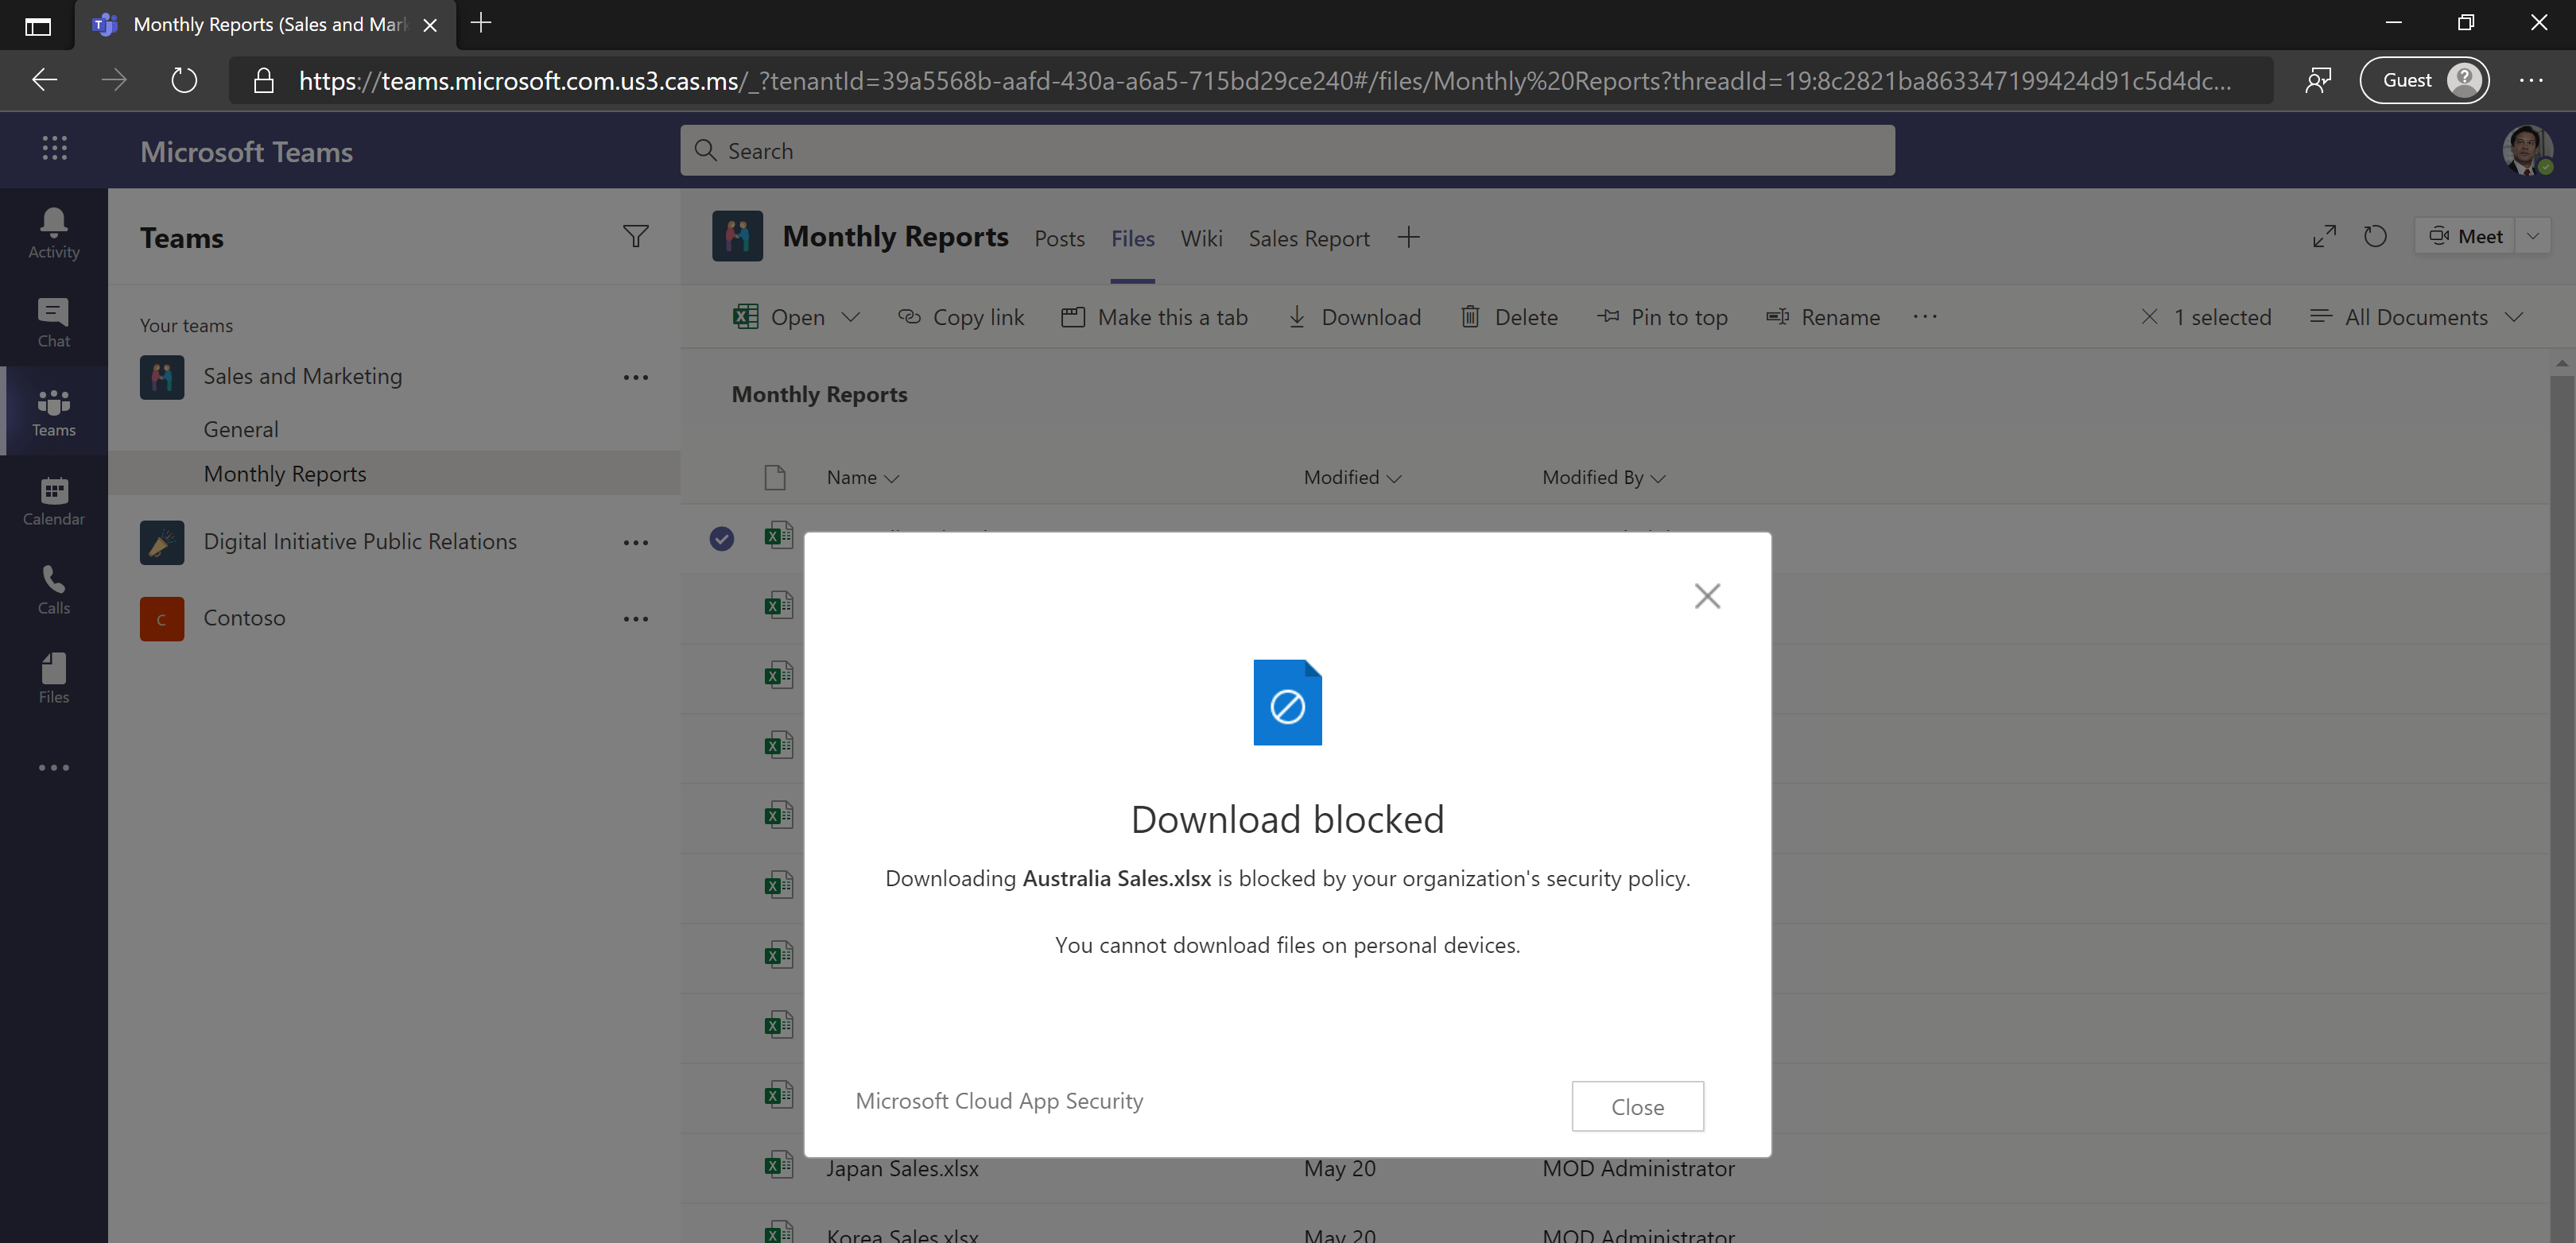 Monthly Reports (Sales and Mark
https://teams.microsoft.com.us3.cas.ms/_?tenantId=39a5568b-aafd-430a-a6a5-715bd29ce240#/files/Monthly%20Reports?threadId=19:8c2821ba863347199424d91c5d4dc...
Guest
Microsoft Teams
Search
Activity
Chat
Teams
Calendar
Calls
Files
Teams
Your teams
Sales and Marketing
General
Monthly Reports
Digital Initiative Public Relations
C
Contoso
Monthly Reports Posts Files Wiki Sales Report
Meet
Open Copy link Make this a tab Download Delete Pin to top Rename 1 selected All Documents
Monthly Reports
Name Modified Modified By
Download blocked
Downloading Australia Sales.xlsx is blocked by your organization's security policy.
You cannot download files on personal devices.
Microsoft Cloud App Security
Close
Japan Sales.xlsx May 20 MOD Administrator
Korea Sales.xlsx May 20 MOD Administrator